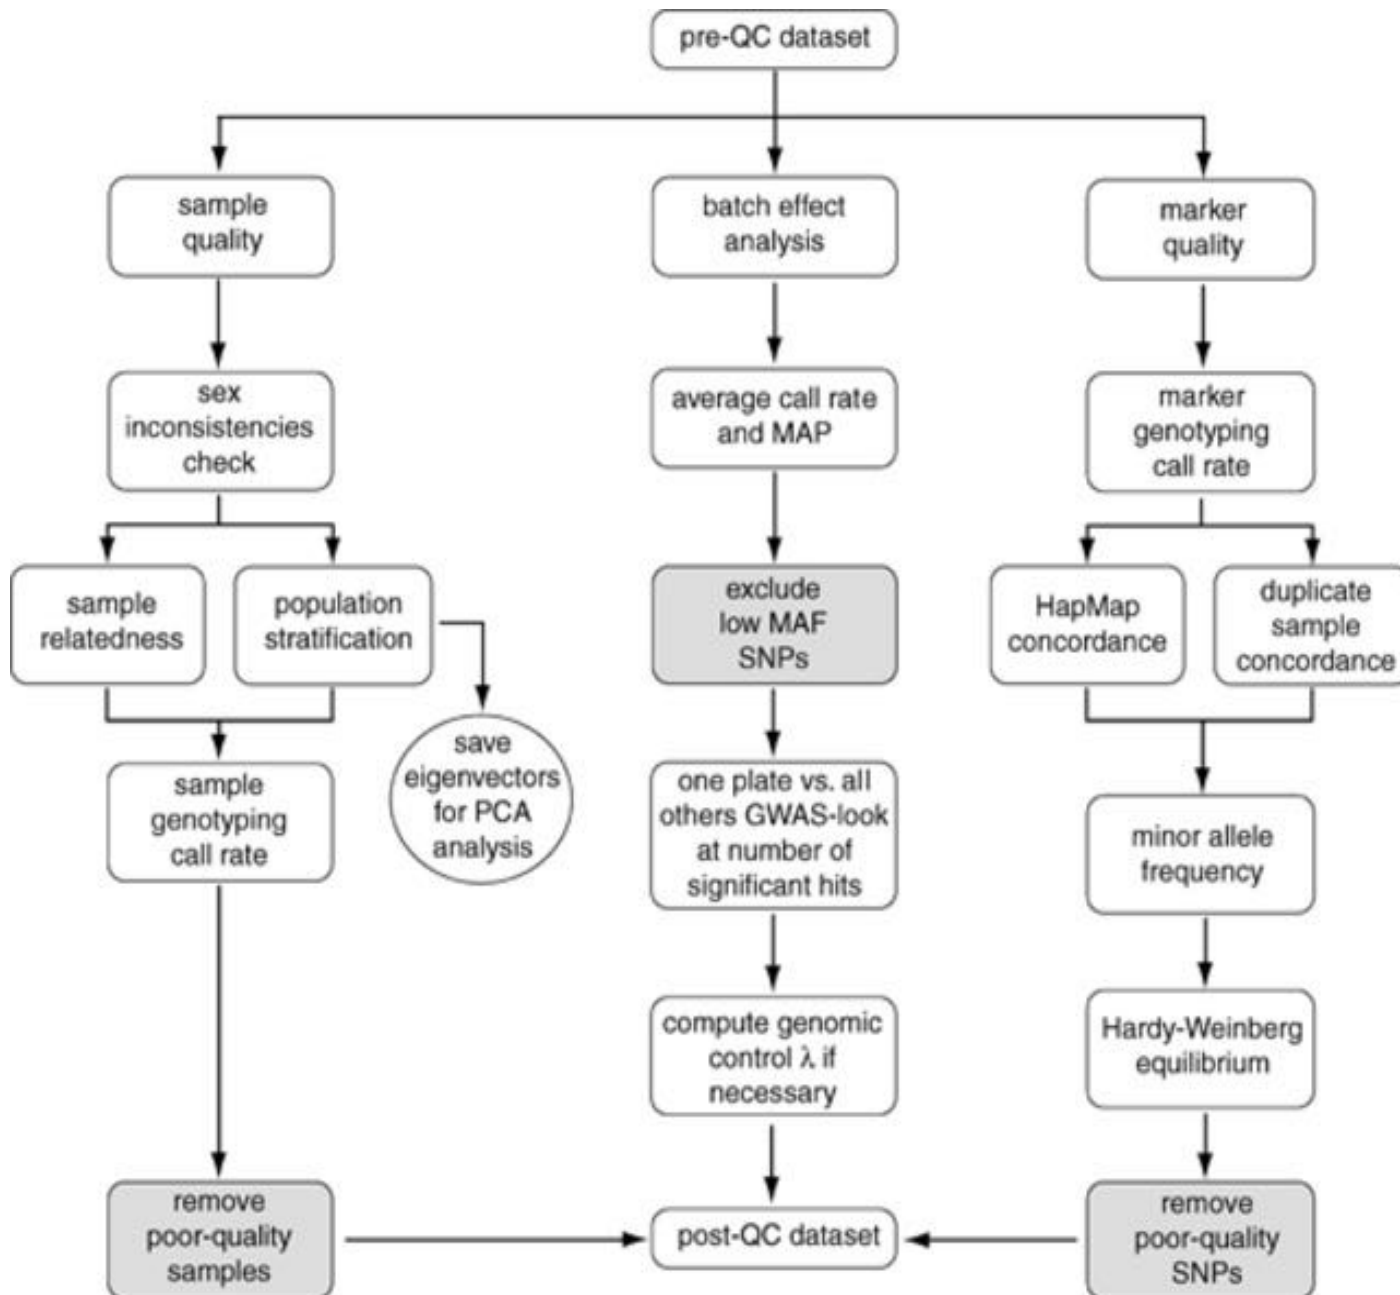 pre-QC dataset
sample
quality
batch effect
analysis
marker
quality
sex
inconsistencies
check
average call rate
and MAP
marker
genotyping
call rate
sample
relatedness
population
stratification
exclude
low MAF
SNPs
HapMap
concordance
duplicate
sample
concordance
save
eigenvectors
for PCA
analysis
sample
genotyping
call rate
one plate vs. all
others GWAS-look
at number of
significant hits
minor allele
frequency
compute genomic
control λ if
necessary
Hardy-Weinberg
equilibrium
remove
poor-quality
samples
post-QC dataset
remove
poor-quality
SNPs